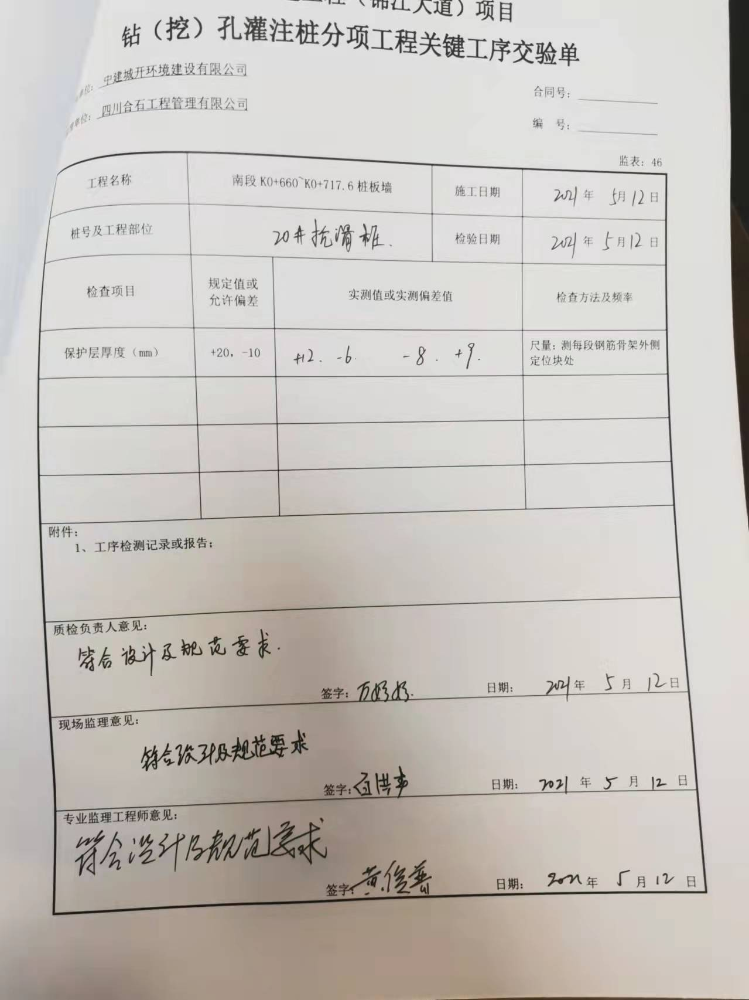 工程（锦江大道）项目
钻（挖）孔灌注桩分项工程关键工序交验单
单位：中建城开环境建设有限公司
合同号：
单位：四川合石工程管理有限公司
编 号：
监表：46
工程名称 南段 K0+660~K0+717.6 桩板墙 施工日期 2021 年 5月 12 日
桩号及工程部位 20#抗滑桩. 检验日期 2021 年 5月 12 日
检查项目 规定值或允许偏差 实测值或实测偏差值 检查方法及频率
保护层厚度（mm） +20，-10 +12. -6. -8. +9. 尺量：测每段钢筋骨架外侧定位块处
附件：
1、工序检测记录或报告；
质检负责人意见：
符合设计及规范要求.
签字：万婷婷. 日期： 2021 年 5 月 12 日
现场监理意见：
符合设计及规范要求
签字： 日期： 2021 年 5 月 12 日
专业监理工程师意见：
符合设计及规范要求
签字：黄俊 日期： 2021 年 5 月 12 日